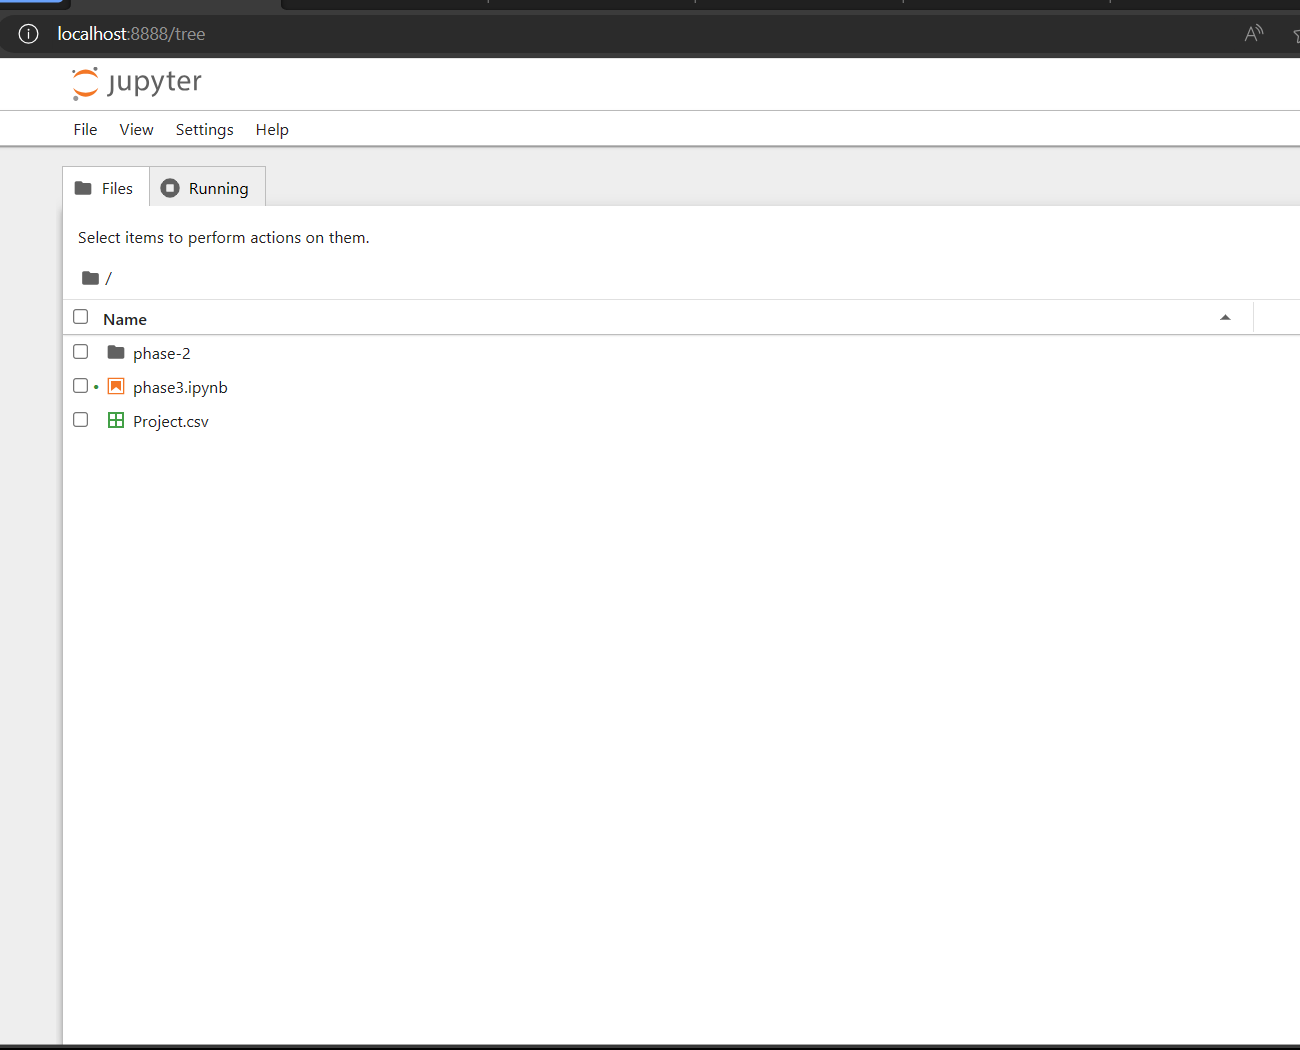 localhost:8888/tree
jupyter
File View Settings Help
Files Running
Select items to perform actions on them.
/
Name
phase-2
phase3.ipynb
Project.csv